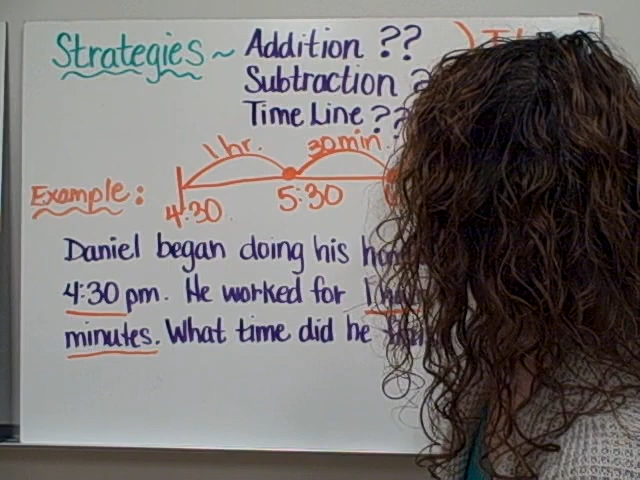 Strategies ~ Addition ??
Subtraction
Time Line ??
1 hr. 30 min.
Example:
4:30 5:30
Daniel began doing his
4:30 pm. He worked for 1
minutes. What time did he